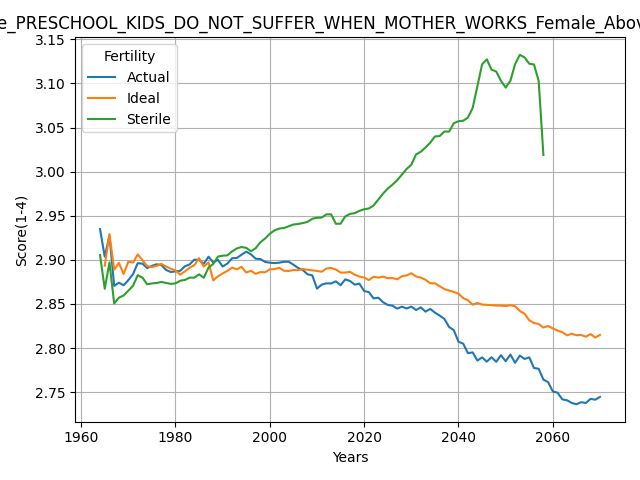 e_PRESCHOOL_KIDS_DO_NOT_SUFFER_WHEN_MOTHER_WORKS_Female_Abov
3.15
3.10
3.05
3.00
2.95
2.90
2.85
2.80
2.75
Score(1-4)
Fertility
Actual
Ideal
Sterile
1960 1980 2000 2020 2040 2060
Years